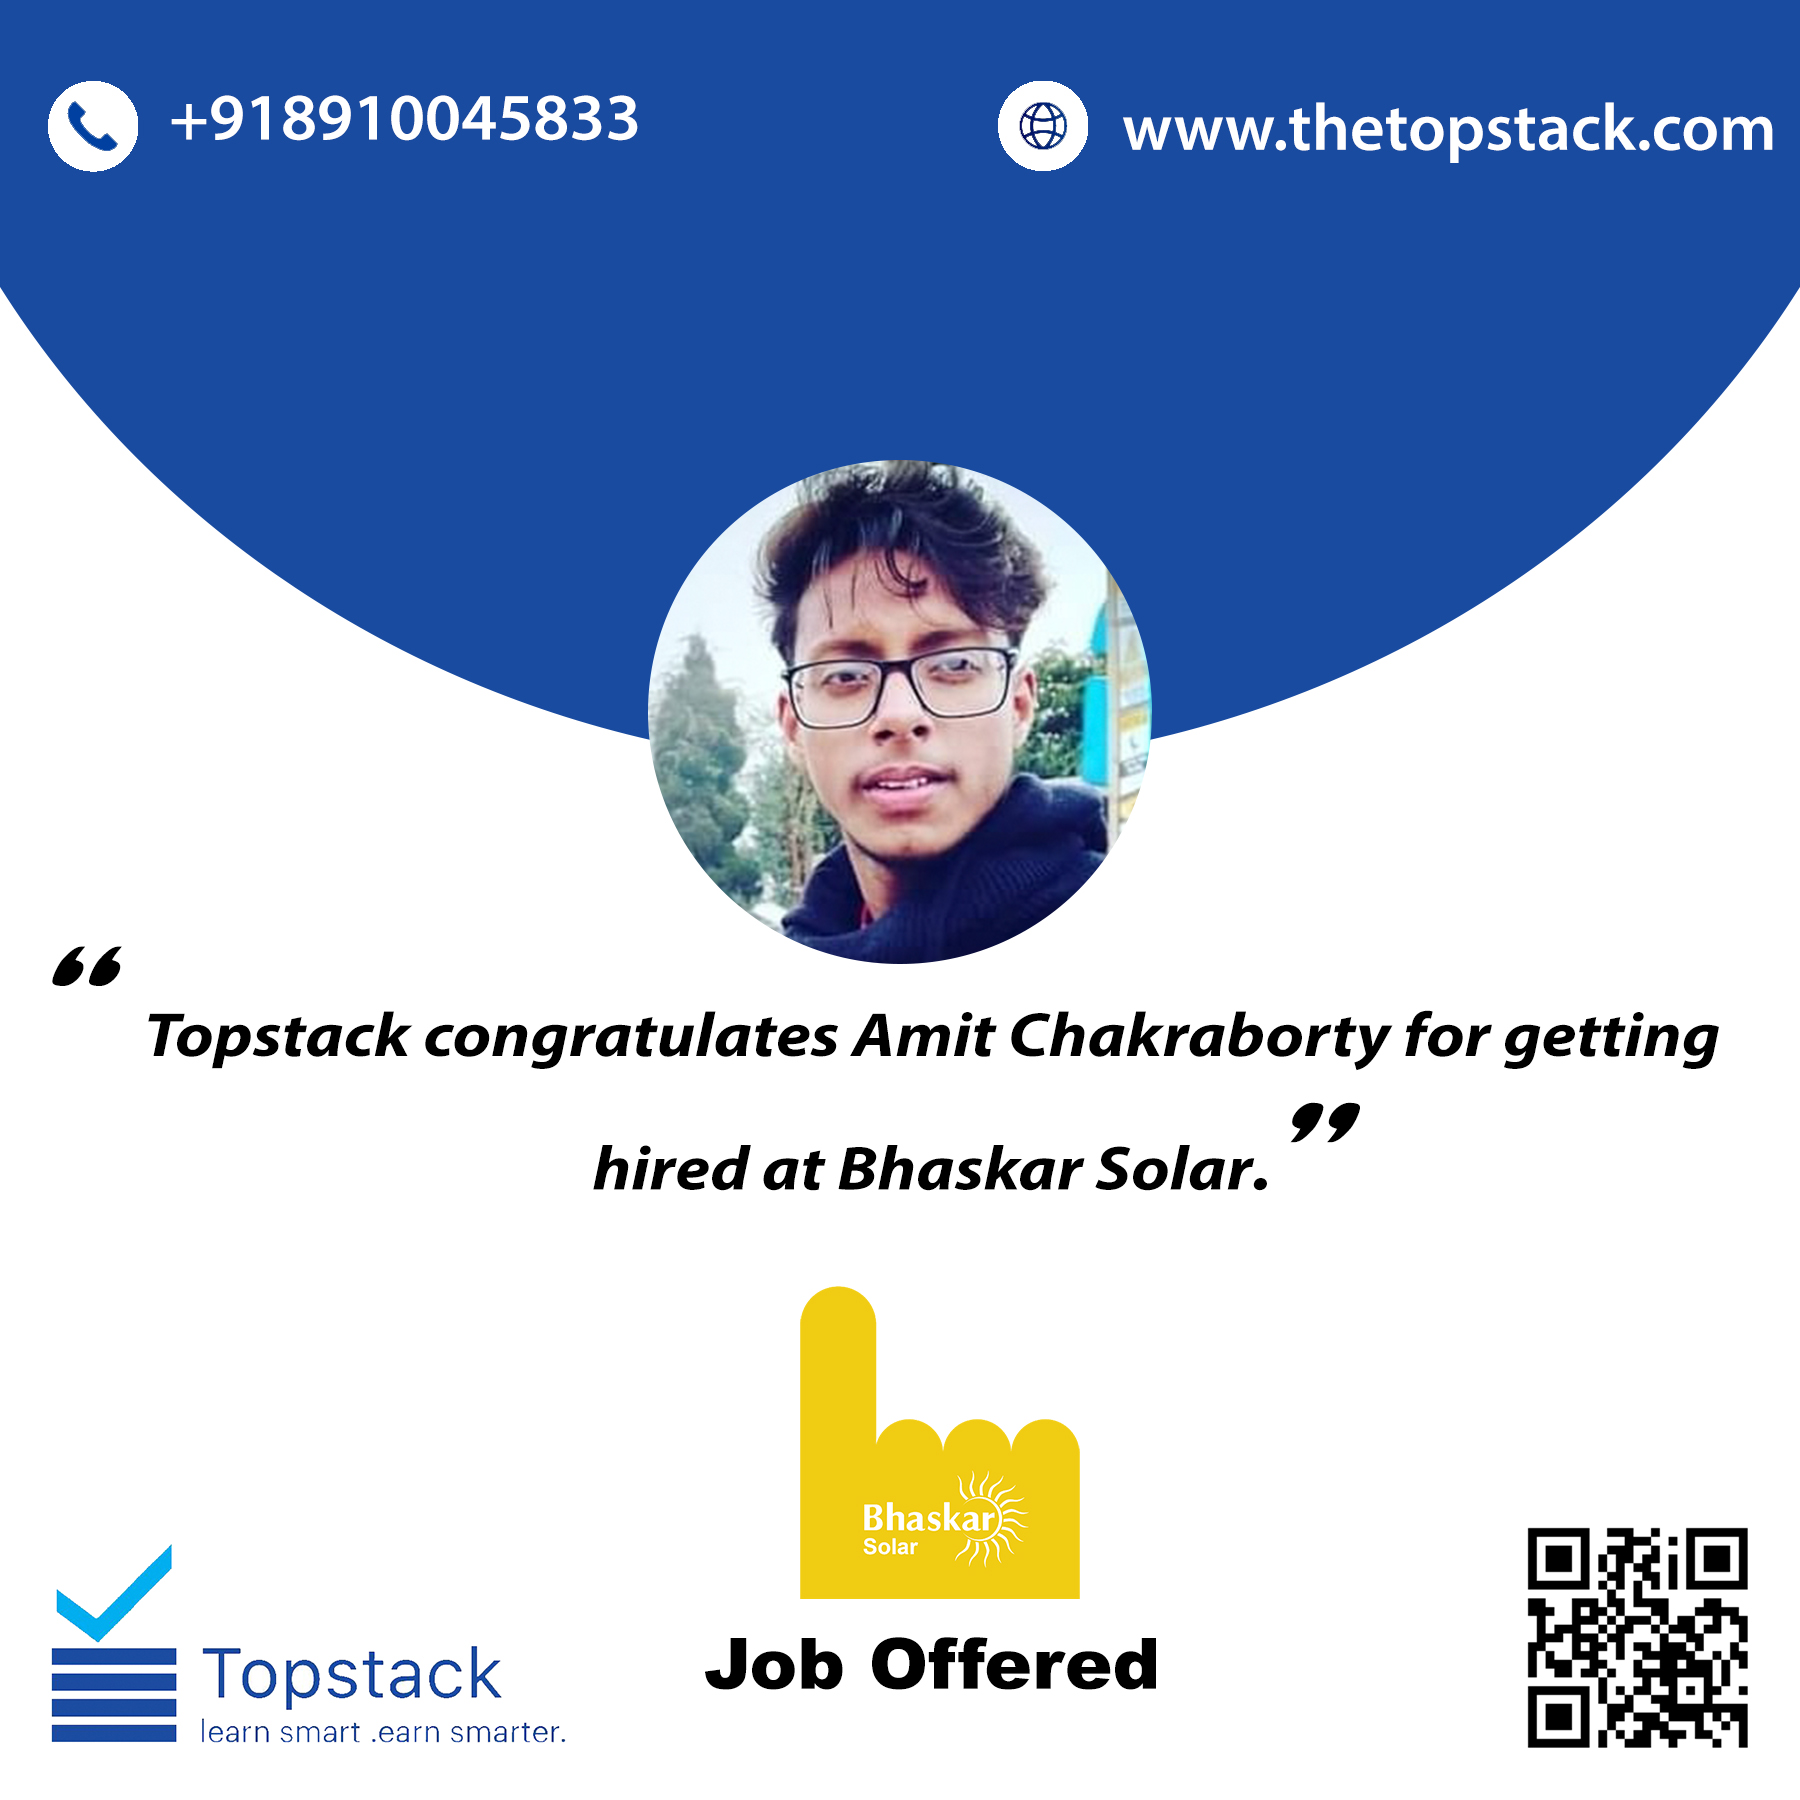 +918910045833
www.thetopstack.com
“ Topstack congratulates Amit Chakraborty for getting
hired at Bhaskar Solar. ”
Bhaskar
Solar
Job Offered
Topstack
learn smart .earn smarter.